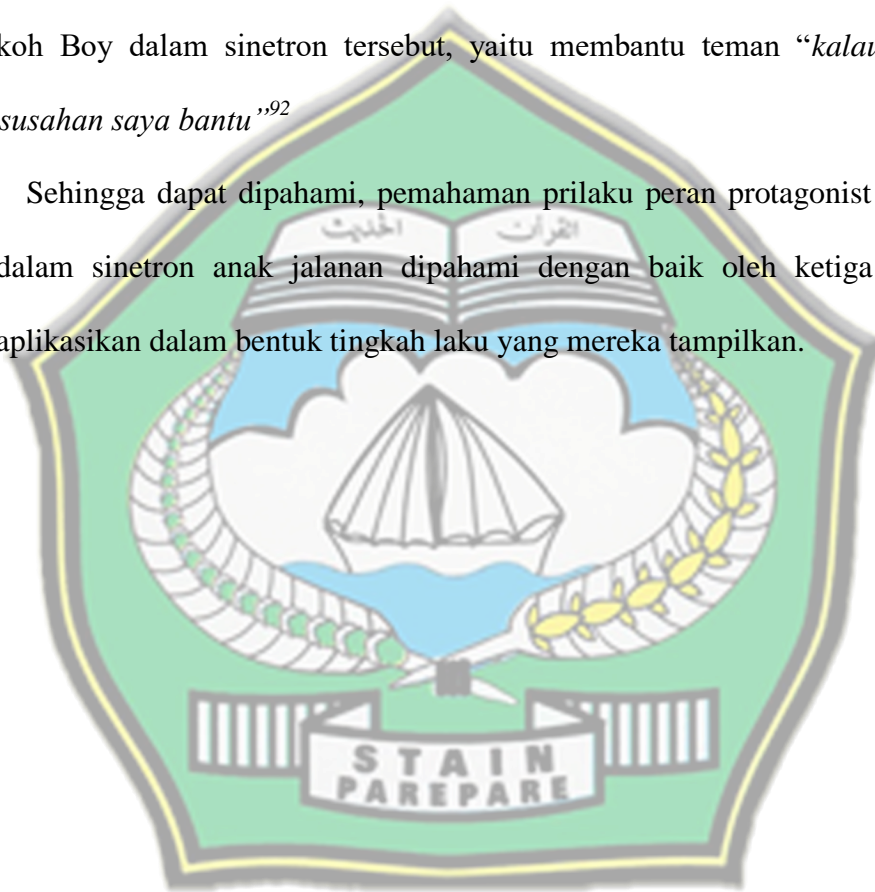 koh Boy dalam sinetron tersebut, yaitu membantu teman “kalau
susahan saya bantu”92
Sehingga dapat dipahami, pemahaman prilaku peran protagonist
dalam sinetron anak jalanan dipahami dengan baik oleh ketiga
aplikasikan dalam bentuk tingkah laku yang mereka tampilkan.
الحديث القرآن
STAIN
PAREPARE